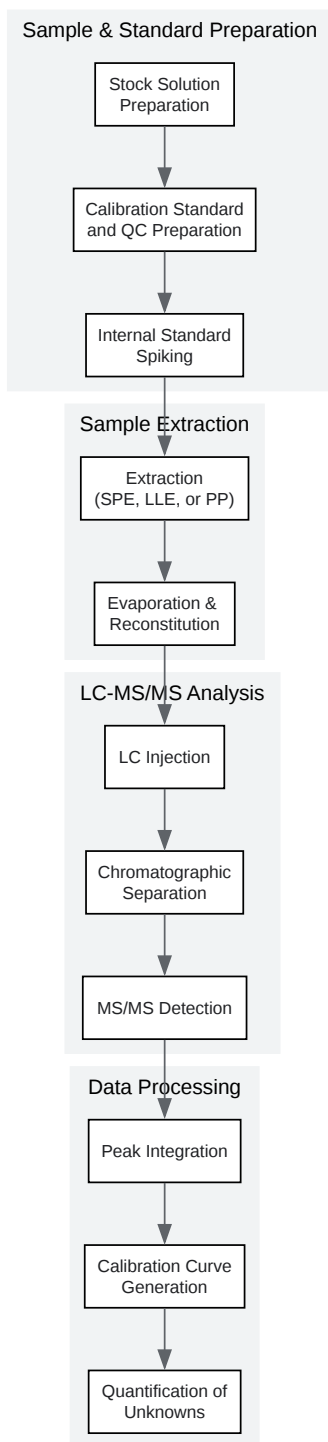 Sample & Standard Preparation
Stock Solution
Preparation
Calibration Standard
and QC Preparation
Internal Standard
Spiking
Sample Extraction
Extraction
(SPE, LLE, or PP)
Evaporation &
Reconstitution
LC-MS/MS Analysis
LC Injection
Chromatographic
Separation
MS/MS Detection
Data Processing
Peak Integration
Calibration Curve
Generation
Quantification of
Unknowns